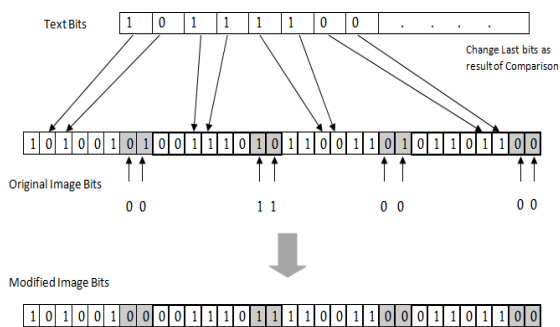 Text Bits 1 0 1 1 1 1 0 0 . . . .
Change Last bits as
result of Comparison
1 0 1 0 0 1 0 1 0 0 1 1 1 0 1 0 1 1 0 0 1 1 0 1 0 1 1 0 1 1 0 0
Original Image Bits
0 0 1 1 0 0 0 0
Modified Image Bits
1 0 1 0 0 1 0 0 0 0 1 1 1 0 1 1 1 1 0 0 1 1 0 0 0 1 1 0 1 1 0 0